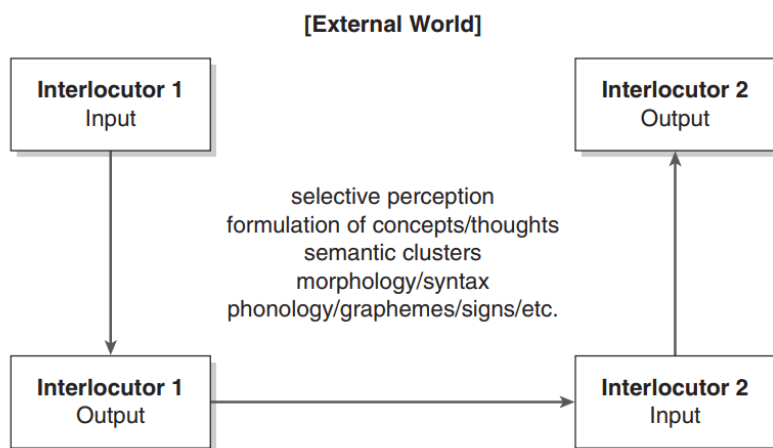 [External World]
Interlocutor 1
Input
Interlocutor 2
Output
selective perception
formulation of concepts/thoughts
semantic clusters
morphology/syntax
phonology/graphemes/signs/etc.
Interlocutor 1
Output
Interlocutor 2
Input